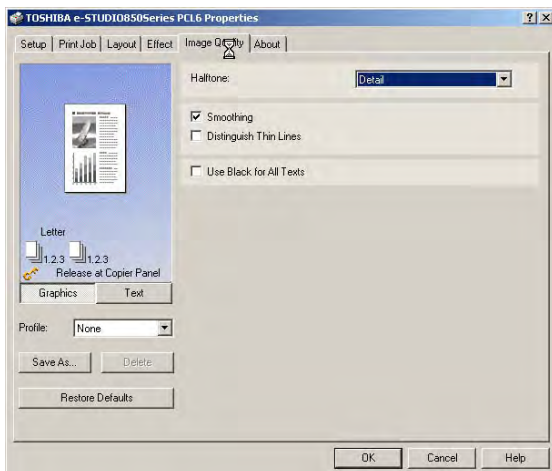 TOSHIBA e-STUDIO850Series PCL6 Properties
Setup Print Job Layout Effect Image Quality About
Halftone: Detail
Smoothing
Distinguish Thin Lines
Use Black for All Texts
Letter
1.2.3 1.2.3
Release at Copier Panel
Graphics Text
Profile: None
Save As... Delete
Restore Defaults
OK Cancel Help